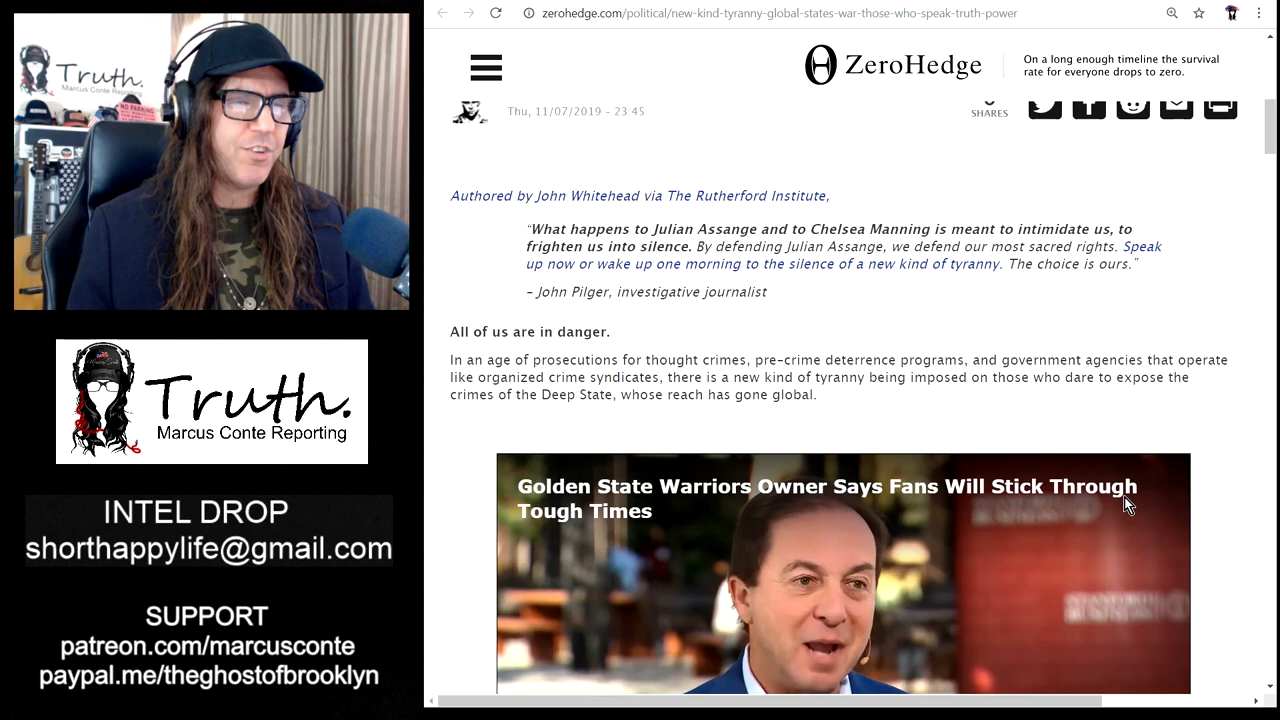 Truth.
Marcus Conte Reporting
NO PARKING
Truth.
Marcus Conte Reporting
INTEL DROP
shorthappylife@gmail.com
SUPPORT
patreon.com/marcusconte
paypal.me/theghostofbrooklyn
zerohedge.com/political/new-kind-tyranny-global-states-war-those-who-speak-truth-power
ZeroHedge
On a long enough timeline the survival
rate for everyone drops to zero.
Thu, 11/07/2019 - 23:45
SHARES
Authored by John Whitehead via The Rutherford Institute,
“What happens to Julian Assange and to Chelsea Manning is meant to intimidate us, to
frighten us into silence. By defending Julian Assange, we defend our most sacred rights. Speak
up now or wake up one morning to the silence of a new kind of tyranny. The choice is ours.”
– John Pilger, investigative journalist
All of us are in danger.
In an age of prosecutions for thought crimes, pre-crime deterrence programs, and government agencies that operate
like organized crime syndicates, there is a new kind of tyranny being imposed on those who dare to expose the
crimes of the Deep State, whose reach has gone global.
Golden State Warriors Owner Says Fans Will Stick Through
Tough Times